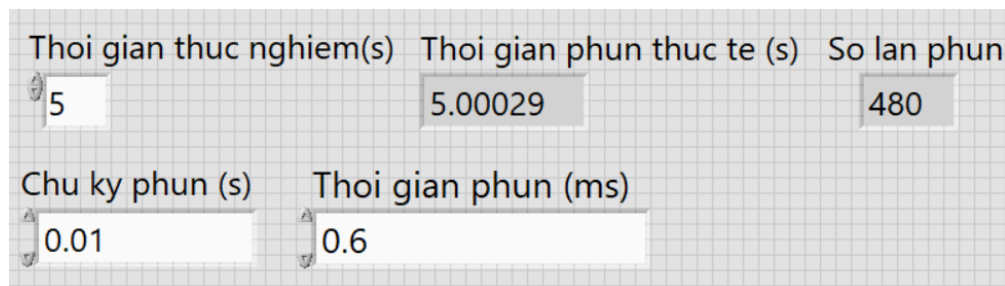 Thoi gian thuc nghiem(s) Thoi gian phun thuc te (s) So lan phun
5 5.00029 480
Chu ky phun (s) Thoi gian phun (ms)
0.01 0.6